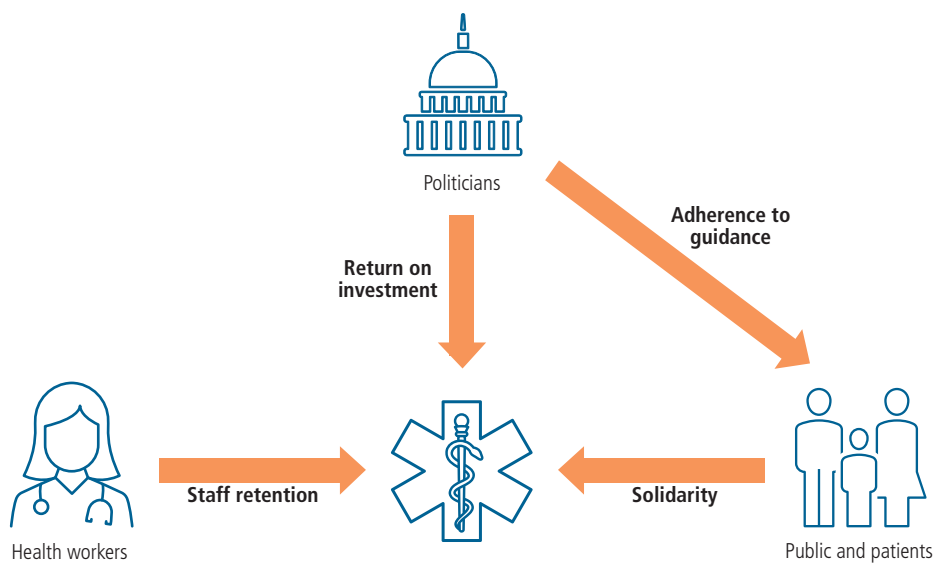 Politicians
Adherence to
guidance
Return on
investment
Staff retention
Solidarity
Health workers
Public and patients